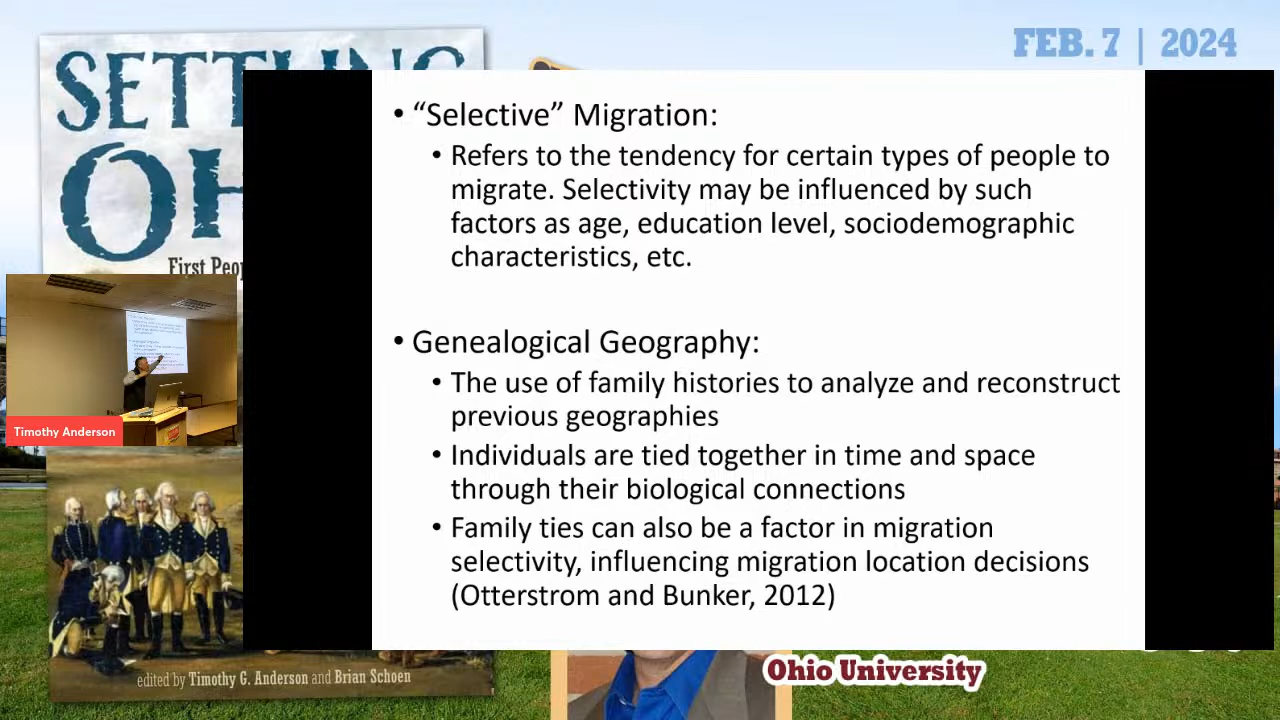 FEB. 7 | 2024
SETTLING
OH
First Peop
• “Selective” Migration:
• Refers to the tendency for certain types of people to
migrate. Selectivity may be influenced by such
factors as age, education level, sociodemographic
characteristics, etc.
• Genealogical Geography:
• The use of family histories to analyze and reconstruct
previous geographies
• Individuals are tied together in time and space
through their biological connections
• Family ties can also be a factor in migration
selectivity, influencing migration location decisions
(Otterstrom and Bunker, 2012)
Timothy Anderson
edited by Timothy G. Anderson and Brian Schoen
Ohio University